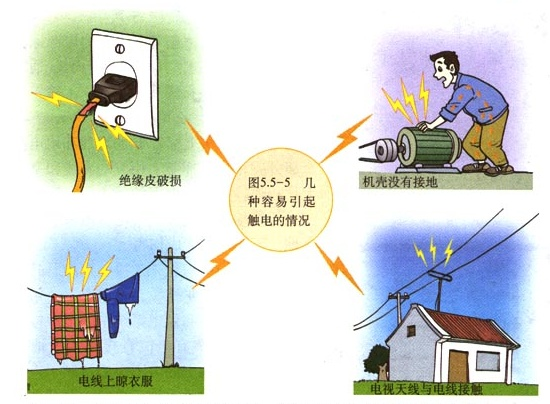 绝缘皮破损
机壳没有接地
图5.5-5 几
种容易引起
触电的情况
电线上晾衣服
电视天线与电线接触